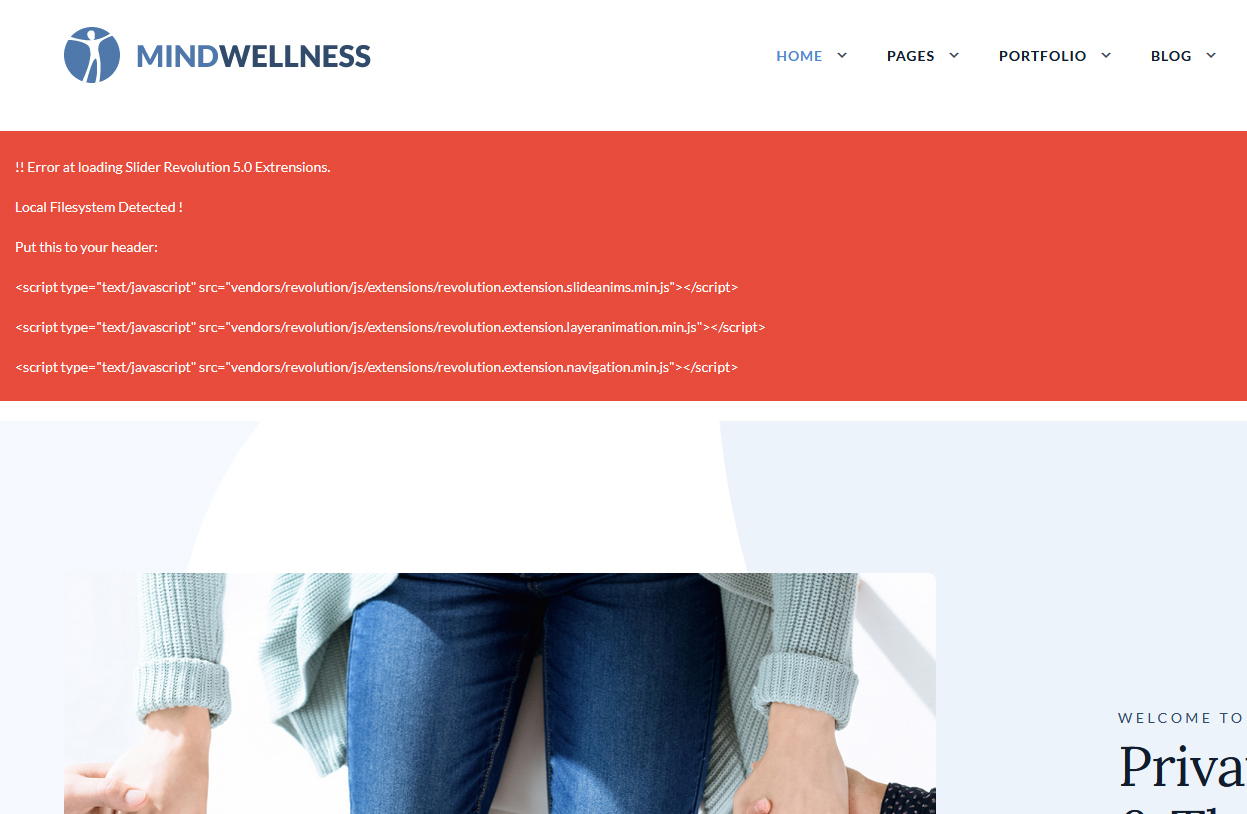 MINDWELLNESS
HOME PAGES PORTFOLIO BLOG
!! Error at loading Slider Revolution 5.0 Extrensions.
Local Filesystem Detected !
Put this to your header:
<script type="text/javascript" src="vendors/revolution/js/extensions/revolution.extension.slideanims.min.js"></script>
<script type="text/javascript" src="vendors/revolution/js/extensions/revolution.extension.layeranimation.min.js"></script>
<script type="text/javascript" src="vendors/revolution/js/extensions/revolution.extension.navigation.min.js"></script>
WELCOME TO